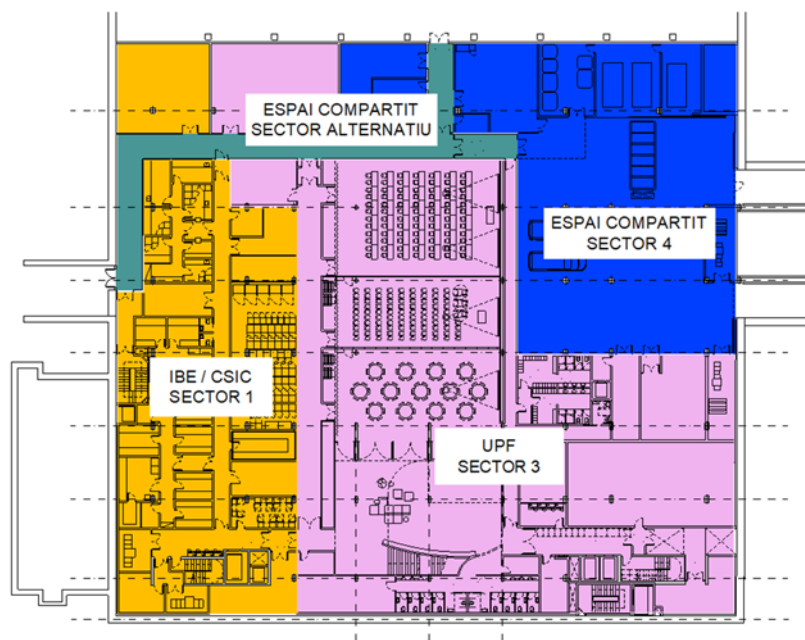 ESPAI COMPARTIT
SECTOR ALTERNATIU
ESPAI COMPARTIT
SECTOR 4
IBE / CSIC
SECTOR 1
UPF
SECTOR 3